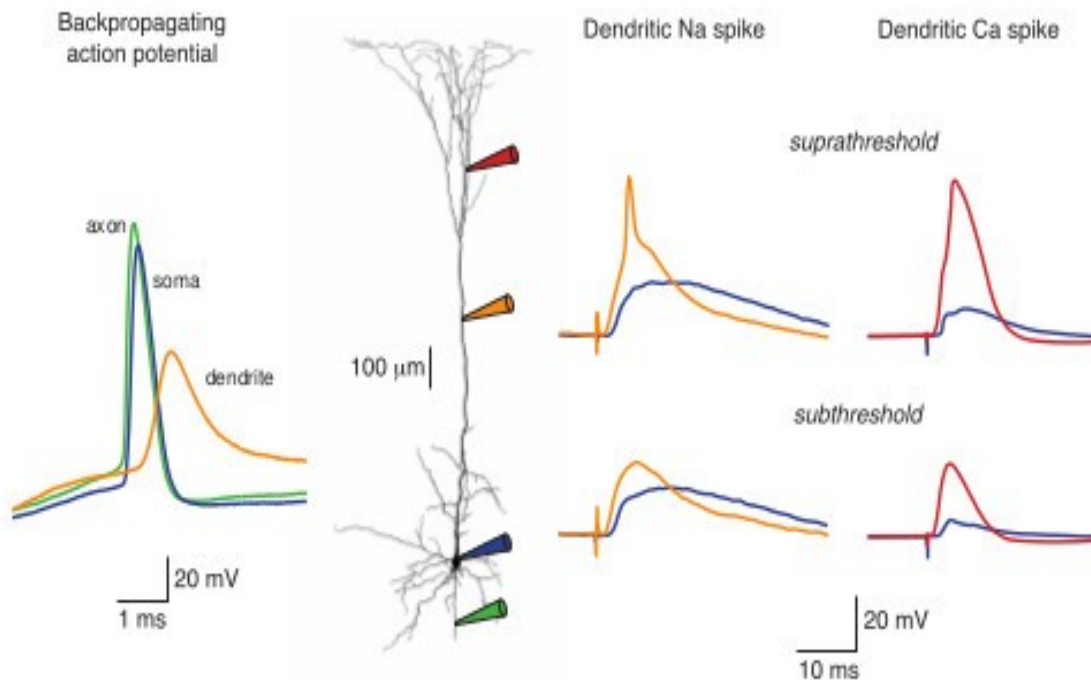 Backpropagating
action potential
Dendritic Na spike
Dendritic Ca spike
suprathreshold
axon
soma
dendrite
100 μm
subthreshold
20 mV
1 ms
20 mV
10 ms